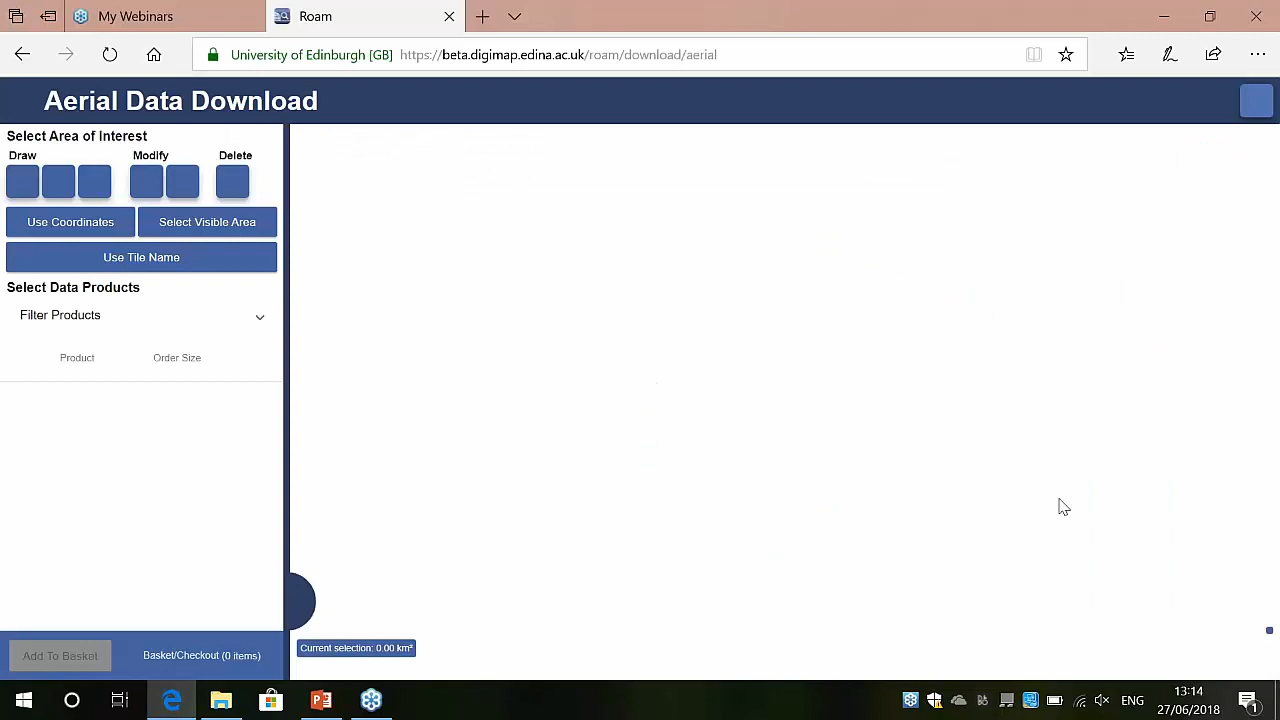 My Webinars
Roam
University of Edinburgh [GB] https://beta.digimap.edina.ac.uk/roam/download/aerial
Aerial Data Download
Select Area of Interest
Draw Modify Delete
Use Coordinates Select Visible Area
Use Tile Name
Select Data Products
Filter Products
Product Order Size
Add To Basket Basket/Checkout (0 items)
Current selection: 0.00 km²
ENG
13:14
27/06/2018
1